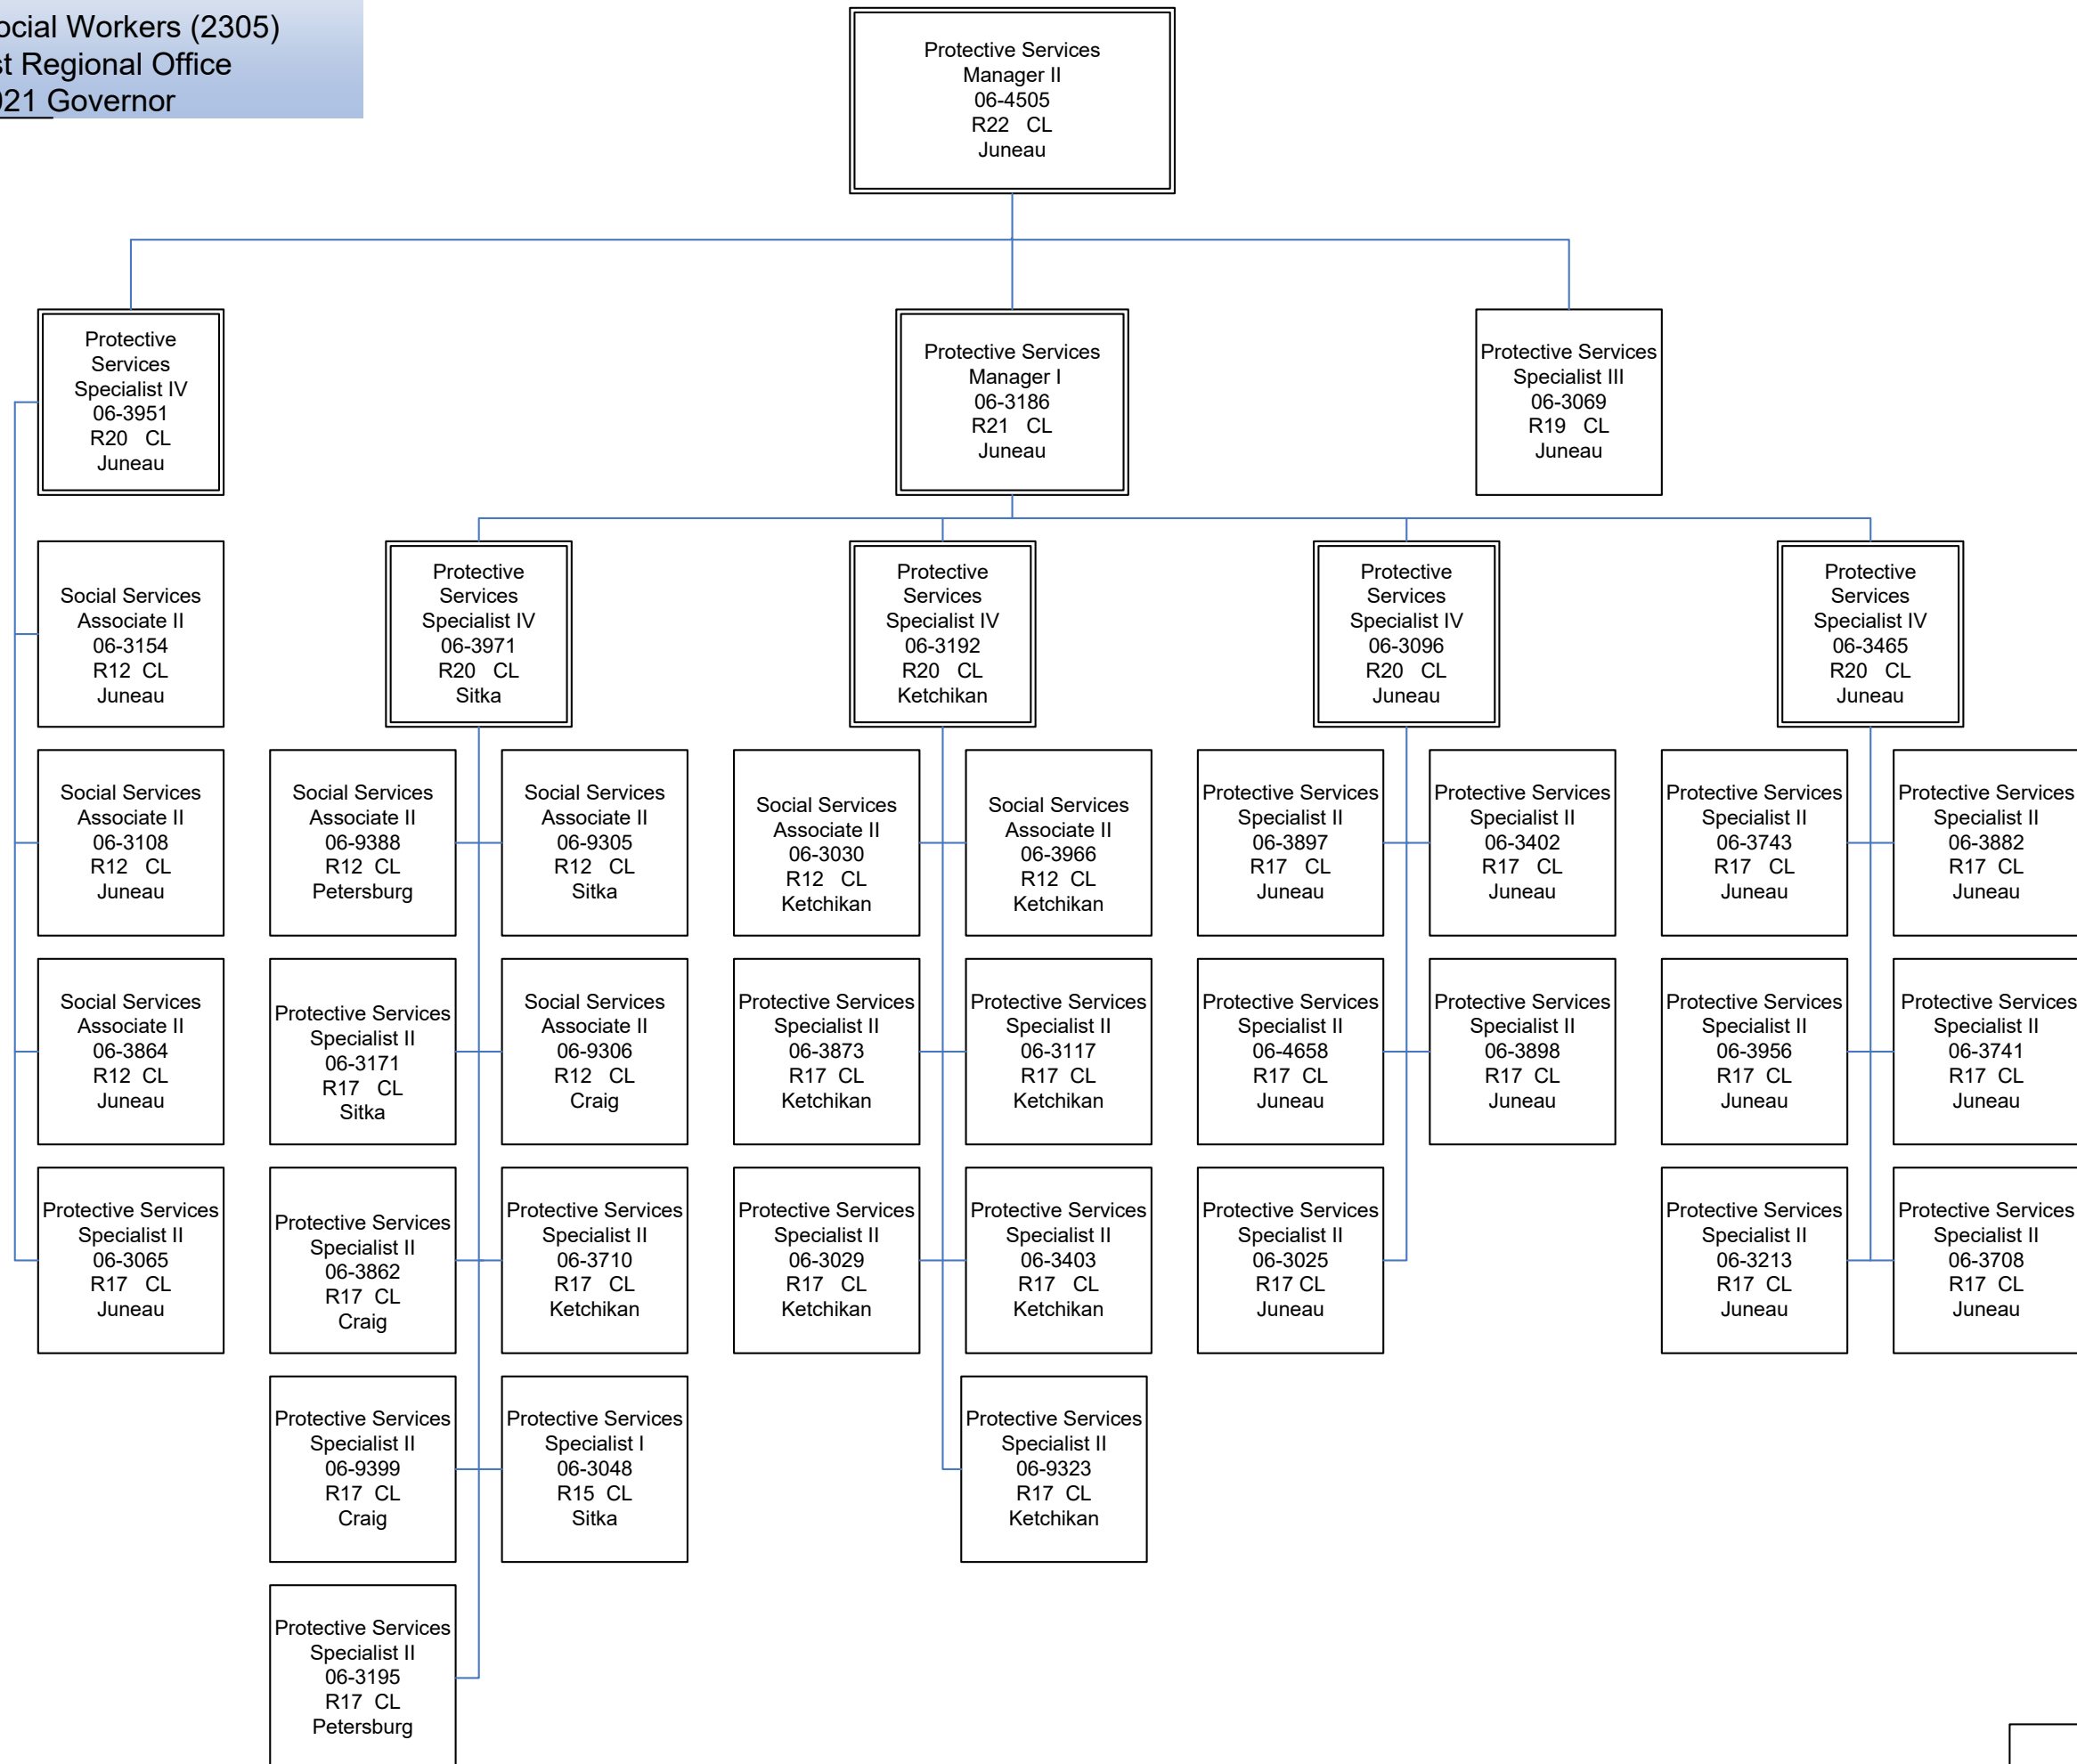 ocial Workers (2305)
st Regional Office
021 Governor
Protective Services
Manager II
06-4505
R22 CL
Juneau
Protective
Services
Specialist IV
06-3951
R20 CL
Juneau
Protective Services
Manager I
06-3186
R21 CL
Juneau
Protective Services
Specialist III
06-3069
R19 CL
Juneau
Social Services
Associate II
06-3154
R12 CL
Juneau
Protective
Services
Specialist IV
06-3971
R20 CL
Sitka
Protective
Services
Specialist IV
06-3192
R20 CL
Ketchikan
Protective
Services
Specialist IV
06-3096
R20 CL
Juneau
Protective
Services
Specialist IV
06-3465
R20 CL
Juneau
Social Services
Associate II
06-3108
R12 CL
Juneau
Social Services
Associate II
06-9388
R12 CL
Petersburg
Social Services
Associate II
06-9305
R12 CL
Sitka
Social Services
Associate II
06-3030
R12 CL
Ketchikan
Social Services
Associate II
06-3966
R12 CL
Ketchikan
Protective Services
Specialist II
06-3897
R17 CL
Juneau
Protective Services
Specialist II
06-3402
R17 CL
Juneau
Protective Services
Specialist II
06-3743
R17 CL
Juneau
Protective Services
Specialist II
06-3882
R17 CL
Juneau
Social Services
Associate II
06-3864
R12 CL
Juneau
Protective Services
Specialist II
06-3171
R17 CL
Sitka
Social Services
Associate II
06-9306
R12 CL
Craig
Protective Services
Specialist II
06-3873
R17 CL
Ketchikan
Protective Services
Specialist II
06-3117
R17 CL
Ketchikan
Protective Services
Specialist II
06-4658
R17 CL
Juneau
Protective Services
Specialist II
06-3898
R17 CL
Juneau
Protective Services
Specialist II
06-3956
R17 CL
Juneau
Protective Services
Specialist II
06-3741
R17 CL
Juneau
Protective Services
Specialist II
06-3065
R17 CL
Juneau
Protective Services
Specialist II
06-3862
R17 CL
Craig
Protective Services
Specialist II
06-3710
R17 CL
Ketchikan
Protective Services
Specialist II
06-3029
R17 CL
Ketchikan
Protective Services
Specialist II
06-3403
R17 CL
Ketchikan
Protective Services
Specialist II
06-3025
R17 CL
Juneau
Protective Services
Specialist II
06-3213
R17 CL
Juneau
Protective Services
Specialist II
06-3708
R17 CL
Juneau
Protective Services
Specialist II
06-9399
R17 CL
Craig
Protective Services
Specialist I
06-3048
R15 CL
Sitka
Protective Services
Specialist II
06-9323
R17 CL
Ketchikan
Protective Services
Specialist II
06-3195
R17 CL
Petersburg